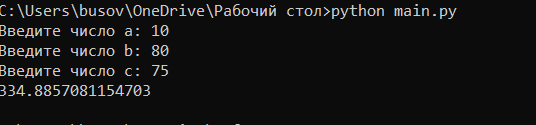 C:\Users\busov\OneDrive\Рабочий стол>python main.py
Введите число a: 10
Введите число b: 80
Введите число c: 75
334.8857081154703